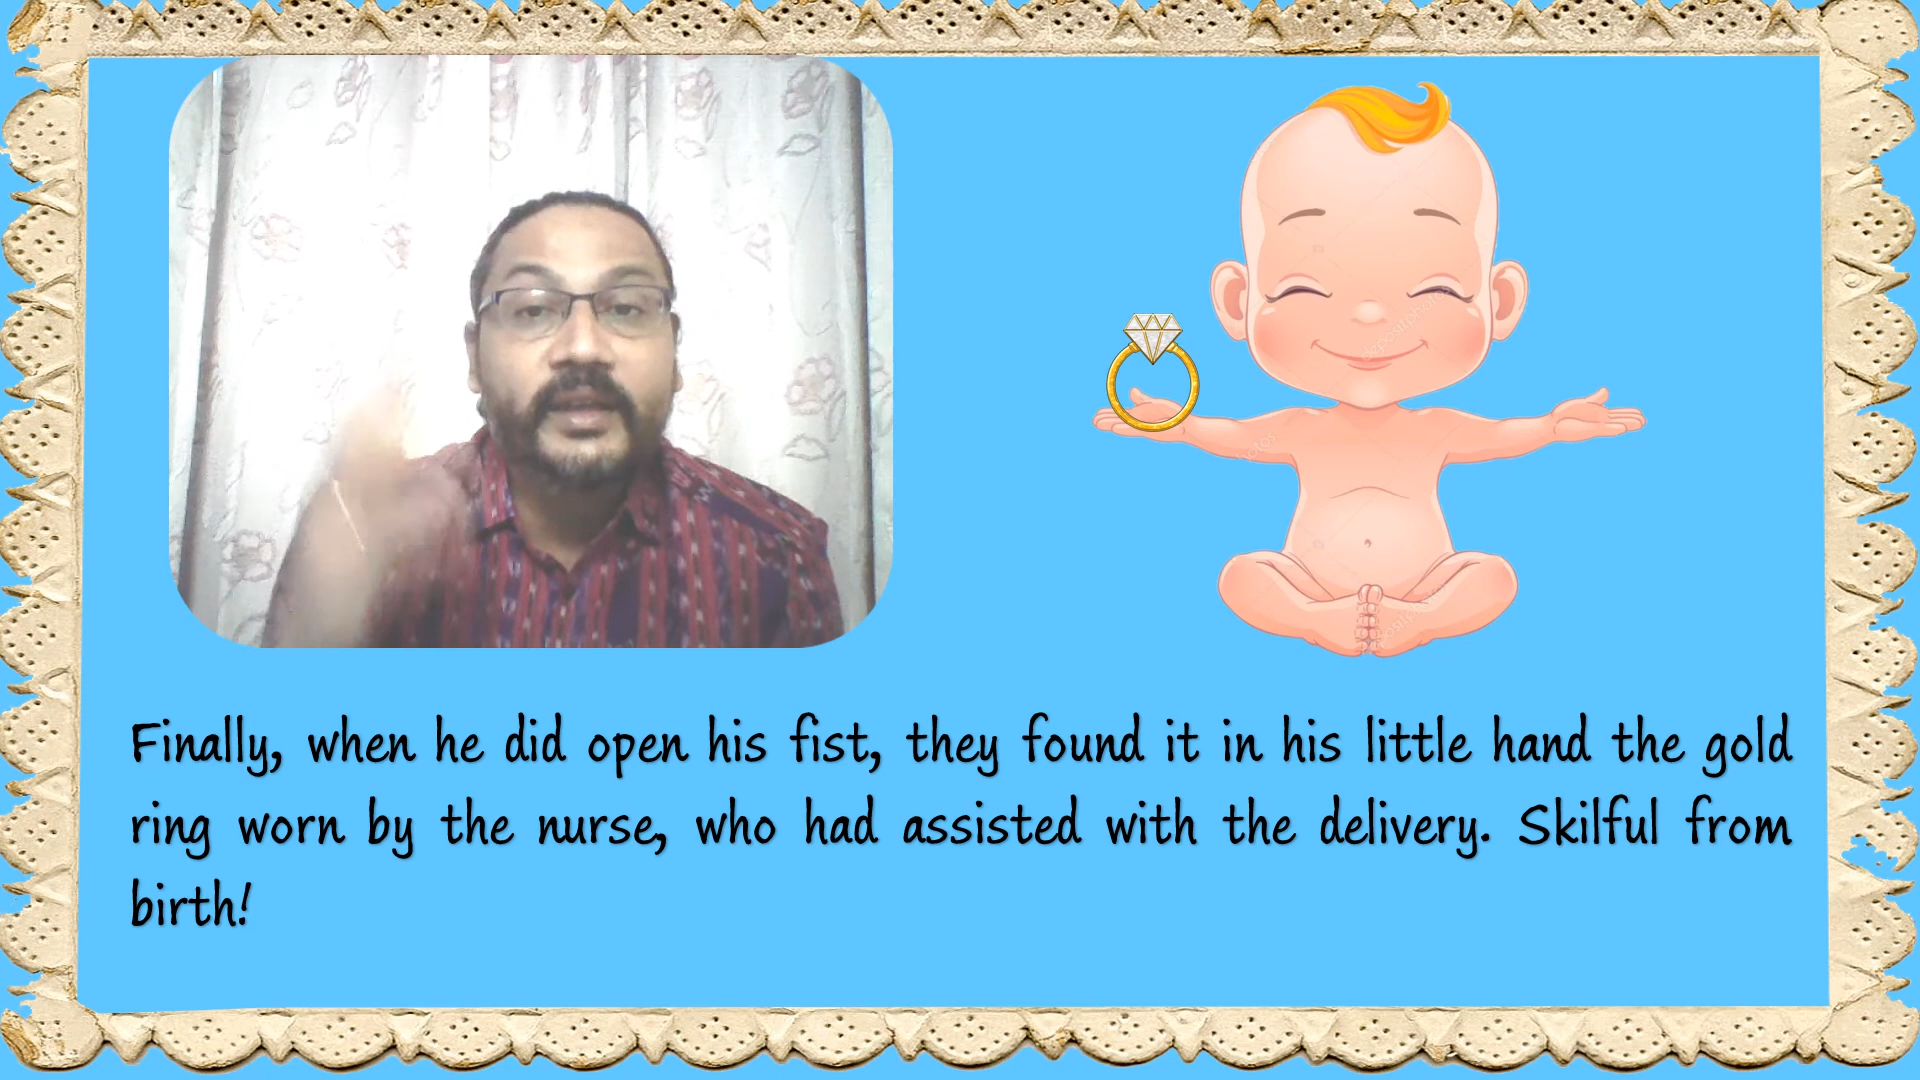 Finally, when he did open his fist, they found it in his little hand the gold
ring worn by the nurse, who had assisted with the delivery. Skilful from
birth!